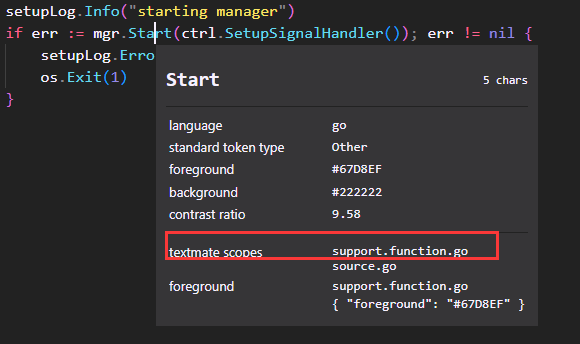 setupLog.Info("starting manager")
if err := mgr.Start(ctrl.SetupSignalHandler()); err != nil {
setupLog.Erro
os.Exit(1)
}
Start 5 chars
language go
standard token type Other
foreground #67D8EF
background #222222
contrast ratio 9.58
textmate scopes support.function.go
source.go
foreground support.function.go
{ "foreground": "#67D8EF" }